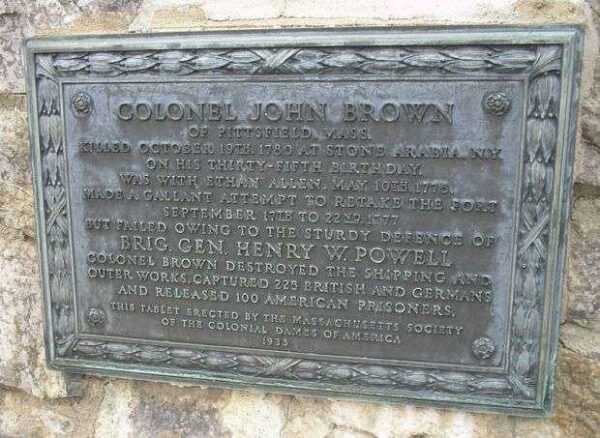 COLONEL JOHN BROWN
OF PITTSFIELD, MASS.
KILLED OCTOBER 19TH, 1780 AT STONE ARABIA, N.Y.
ON HIS THIRTY-FIFTH BIRTHDAY.
WAS WITH ETHAN ALLEN, MAY 10TH, 1775.
MADE A GALLANT ATTEMPT TO RETAKE THE FORT
SEPTEMBER 17TH TO 22ND, 1777
BUT FAILED OWING TO THE STURDY DEFENCE OF
BRIG. GEN. HENRY W. POWELL
COLONEL BROWN DESTROYED THE SHIPPING AND
OUTER WORKS, CAPTURED 225 BRITISH AND GERMANS
AND RELEASED 100 AMERICAN PRISONERS.
THIS TABLET ERECTED BY THE MASSACHUSETTS SOCIETY
OF THE COLONIAL DAMES OF AMERICA
1935